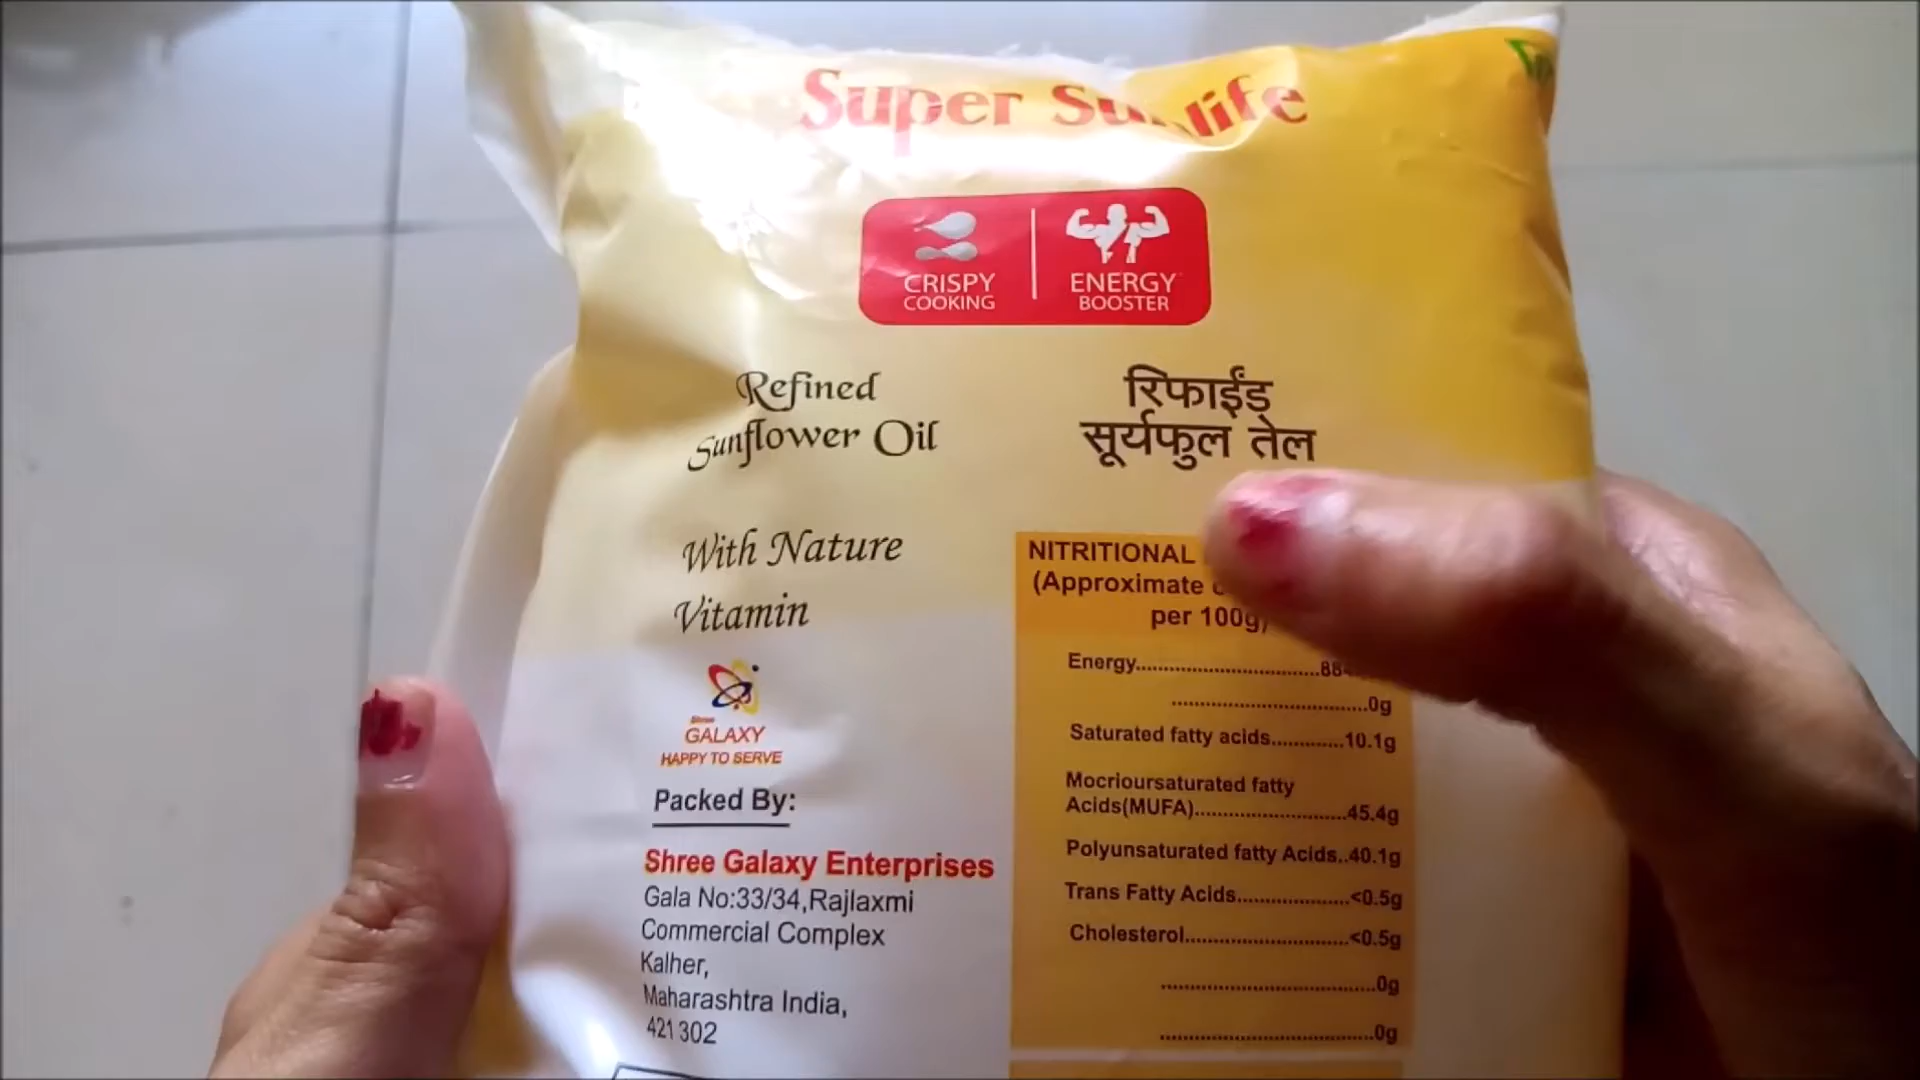 Super Sunlife
CRISPY
COOKING
ENERGY
BOOSTER
Refined
Sunflower Oil
रिफाईंड
सूर्यफुल तेल
With Nature
Vitamin
Shree
GALAXY
HAPPY TO SERVE
Packed By:
Shree Galaxy Enterprises
Gala No:33/34,Rajlaxmi
Commercial Complex
Kalher,
Maharashtra India,
421 302
NITRITIONAL
(Approximate
per 100g)
Energy..............................
..................................0g
Saturated fatty acids............10.1g
Mocrioursaturated fatty
Acids(MUFA)..........................45.4g
Polyunsaturated fatty Acids..40.1g
Trans Fatty Acids...................<0.5g
Cholesterol............................<0.5g
.....................................0g
.....................................0g